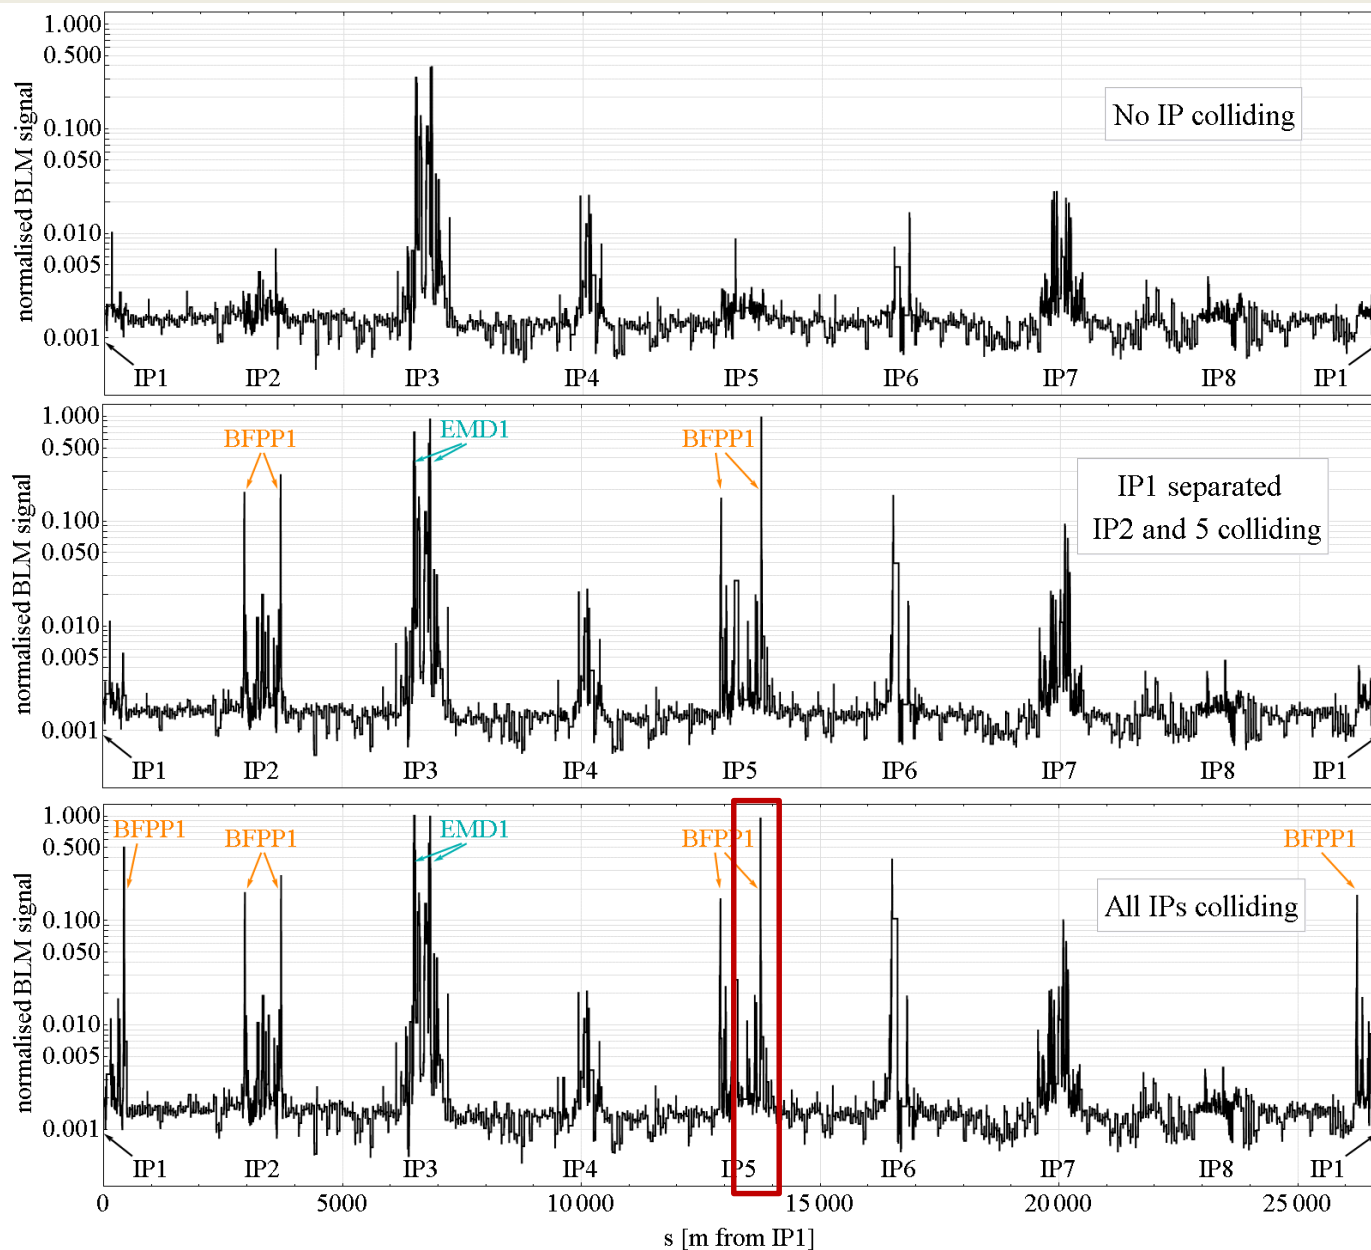 1.000
0.500
0.100
0.050
0.010
0.005
0.001
normalised BLM signal
No IP colliding
IP1 IP2 IP3 IP4 IP5 IP6 IP7 IP8 IP1
1.000
0.500
0.100
0.050
0.010
0.005
0.001
normalised BLM signal
BFPP1 EMD1 BFPP1
IP1 separated
IP2 and 5 colliding
IP1 IP2 IP3 IP4 IP5 IP6 IP7 IP8 IP1
1.000
0.500
0.100
0.050
0.010
0.005
0.001
normalised BLM signal
BFPP1 BFPP1 EMD1 BFPP1 BFPP1
All IPs colliding
IP1 IP2 IP3 IP4 IP5 IP6 IP7 IP8 IP1
0 5000 10 000 15 000 20 000 25 000
s [m from IP1]